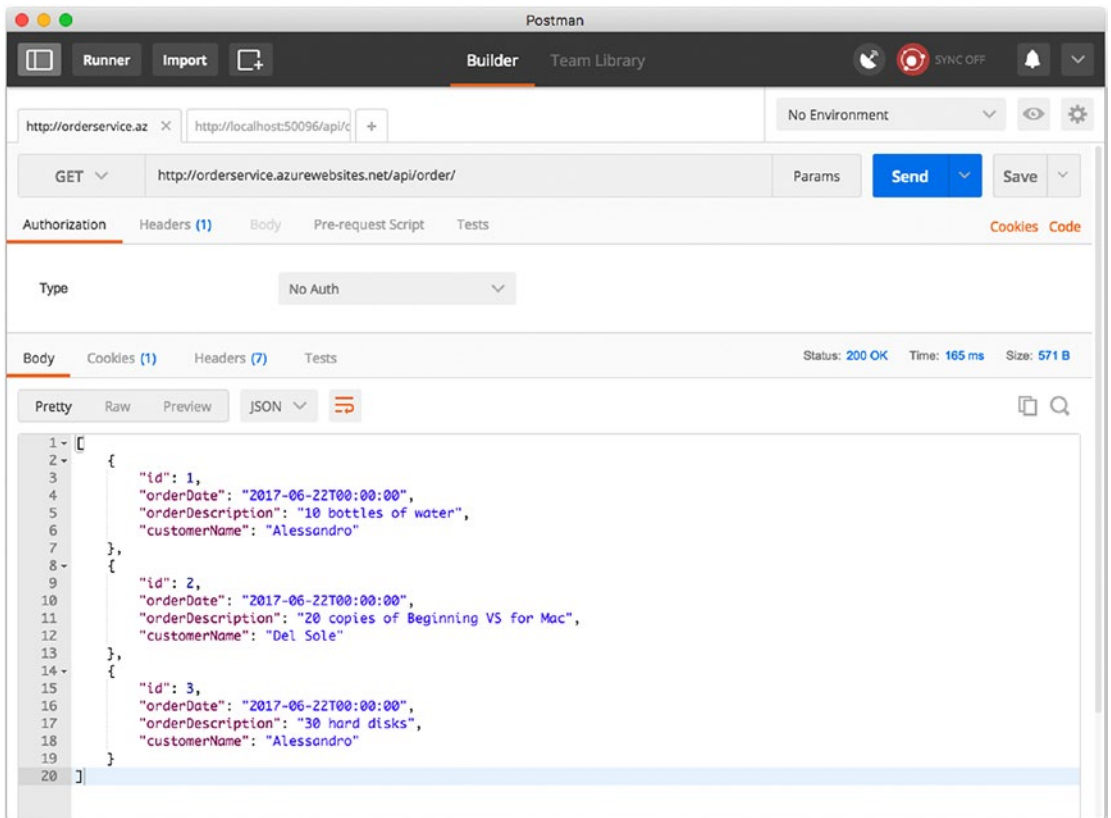 Postman
Runner Import Builder Team Library SYNC OFF
http://orderservice.az http://localhost:50096/api/c + No Environment
GET http://orderservice.azurewebsites.net/api/order/ Params Send Save
Authorization Headers (1) Body Pre-request Script Tests Cookies Code
Type No Auth
Body Cookies (1) Headers (7) Tests Status: 200 OK Time: 165 ms Size: 571 B
Pretty Raw Preview JSON
1 [
2 {
3 "id": 1,
4 "orderDate": "2017-06-22T00:00:00",
5 "orderDescription": "10 bottles of water",
6 "customerName": "Alessandro"
7 },
8 {
9 "id": 2,
10 "orderDate": "2017-06-22T00:00:00",
11 "orderDescription": "20 copies of Beginning VS for Mac",
12 "customerName": "Del Sole"
13 },
14 {
15 "id": 3,
16 "orderDate": "2017-06-22T00:00:00",
17 "orderDescription": "30 hard disks",
18 "customerName": "Alessandro"
19 }
20 ]